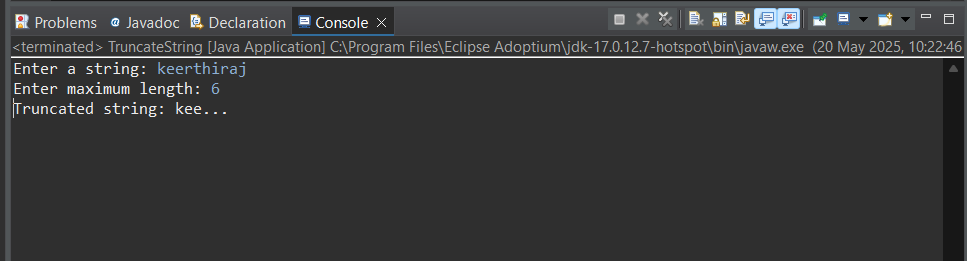 Problems @ Javadoc Declaration Console
<terminated> TruncateString [Java Application] C:\Program Files\Eclipse Adoptium\jdk-17.0.12.7-hotspot\bin\javaw.exe (20 May 2025, 10:22:46
Enter a string: keerthiraj
Enter maximum length: 6
Truncated string: kee...